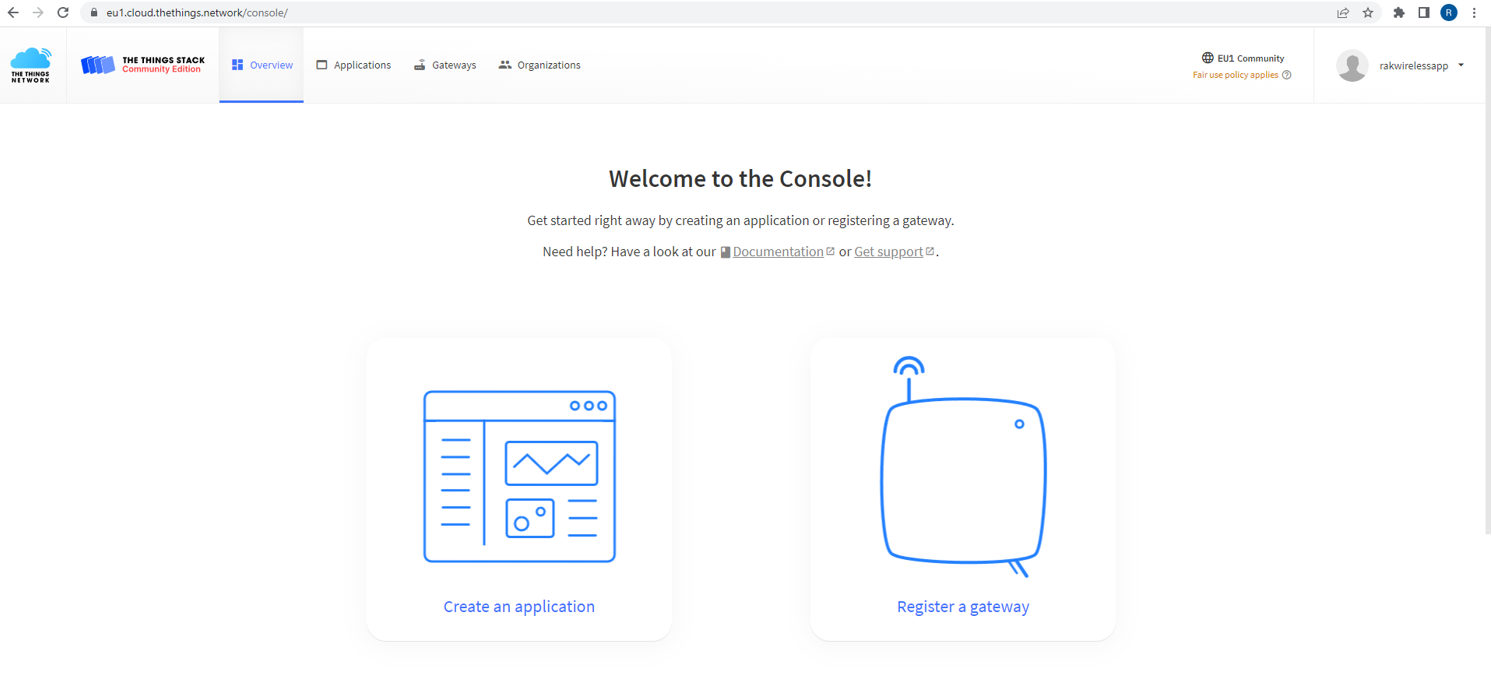 eu1.cloud.thethings.network/console/
R
THE THINGS
NETWORK
THE THINGS STACK
Community Edition
Overview
Applications
Gateways
Organizations
EU1 Community
Fair use policy applies
rakwirelessapp
Welcome to the Console!
Get started right away by creating an application or registering a gateway.
Need help? Have a look at our Documentation or Get support.
Create an application
Register a gateway